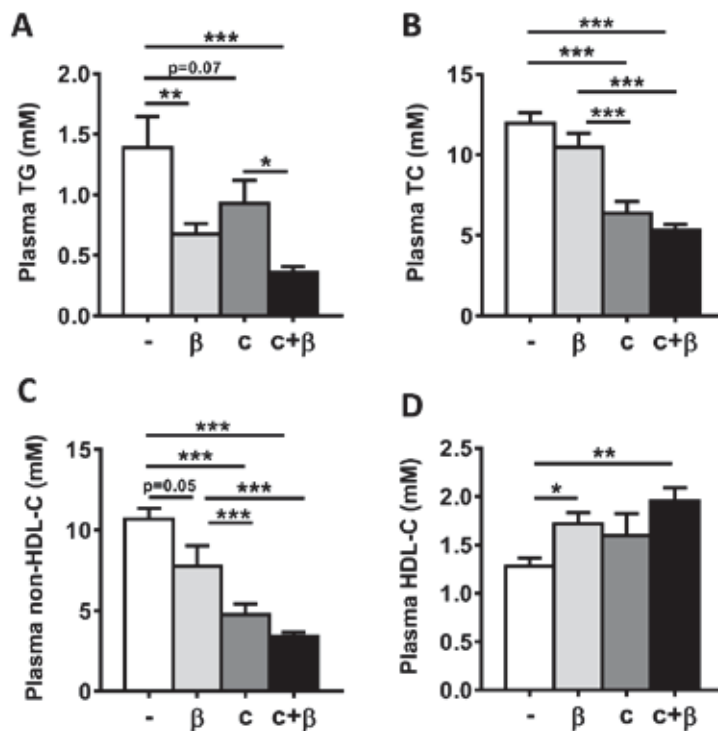 A
Plasma TG (mM)
2.0
1.5
1.0
0.5
0.0
***
p=0.07
**
*
- β c c+β
B
Plasma TC (mM)
15
10
5
0
***
***
***
***
- β c c+β
C
Plasma non-HDL-C (mM)
15
10
5
0
***
***
p=0.05
***
***
- β c c+β
D
Plasma HDL-C (mM)
2.5
2.0
1.5
1.0
0.5
0.0
**
*
- β c c+β